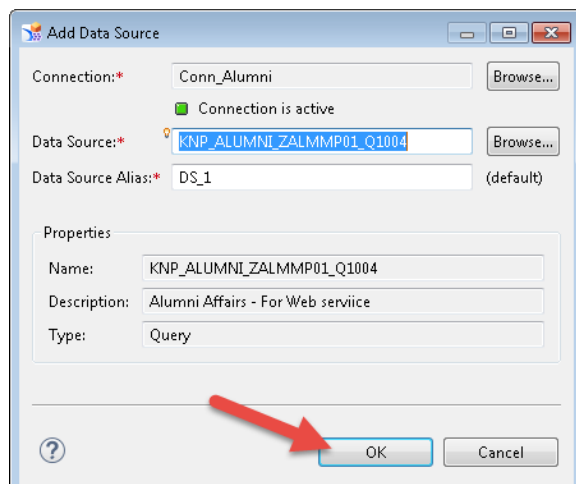 Add Data Source
Connection:* Conn_Alumni Browse...
Connection is active
Data Source:* KNP_ALUMNI_ZALMMP01_Q1004 Browse...
Data Source Alias:* DS_1 (default)
Properties
Name: KNP_ALUMNI_ZALMMP01_Q1004
Description: Alumni Affairs - For Web serviice
Type: Query
? OK Cancel